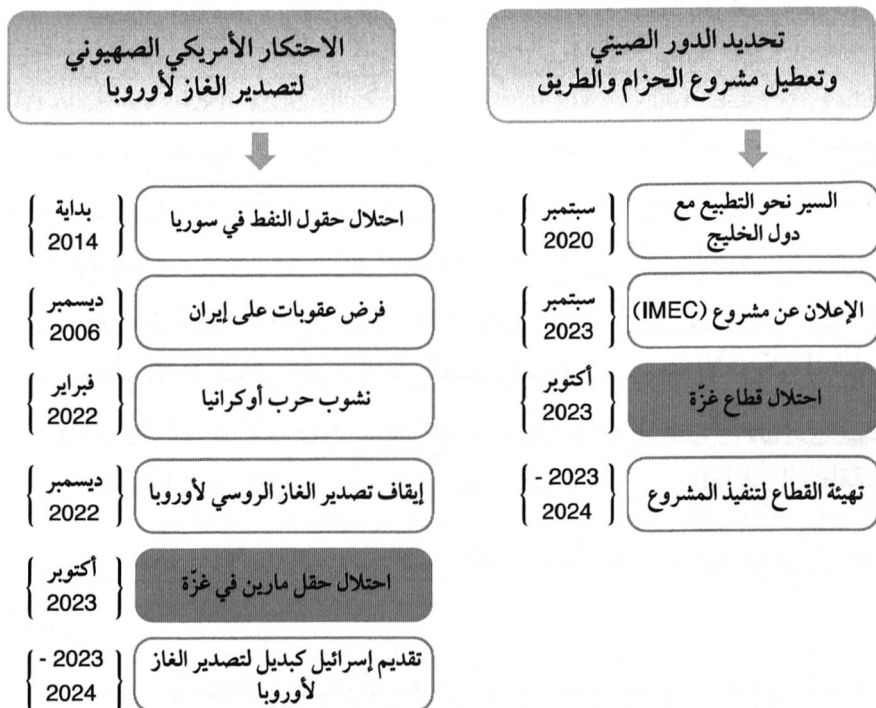 تحديد الدور الصيني
وتعطيل مشروع الحزام والطريق
السير نحو التطبيع مع
دول الخليج
سبتمبر
2020
الإعلان عن مشروع (IMEC)
سبتمبر
2023
احتلال قطاع غزّة
أكتوبر
2023
تهيئة القطاع لتنفيذ المشروع
2023 -
2024
الاحتكار الأمريكي الصهيوني
لتصدير الغاز لأوروبا
احتلال حقول النفط في سوريا
بداية
2014
فرض عقوبات على إيران
ديسمبر
2006
نشوب حرب أوكرانيا
فبراير
2022
إيقاف تصدير الغاز الروسي لأوروبا
ديسمبر
2022
احتلال حقل مارين في غزّة
أكتوبر
2023
تقديم إسرائيل كبديل لتصدير الغاز
لأوروبا
2023 -
2024